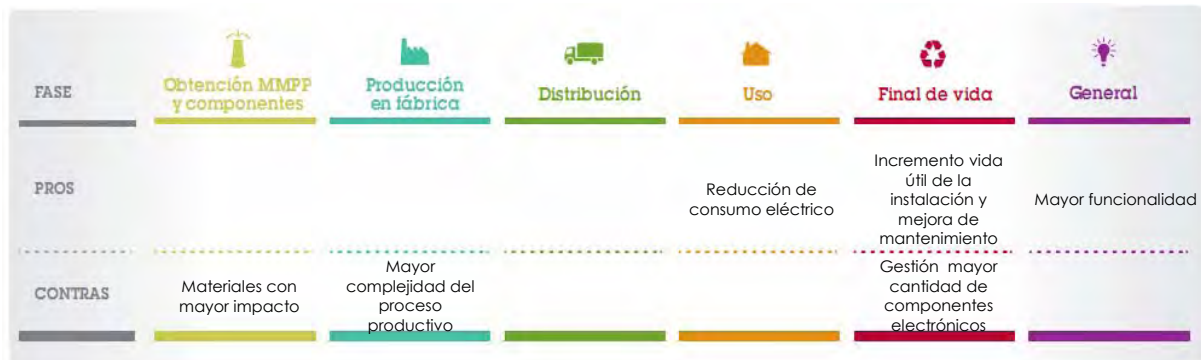 FASE
Obtención MMPP
y componentes
Producción
en fábrica
Distribución
Uso
Final de vida
General
PROS
Reducción de
consumo eléctrico
Incremento vida
útil de la
instalación y
mejora de
mantenimiento
Mayor funcionalidad
CONTRAS
Materiales con
mayor impacto
Mayor
complejidad del
proceso
productivo
Gestión mayor
cantidad de
componentes
electrónicos